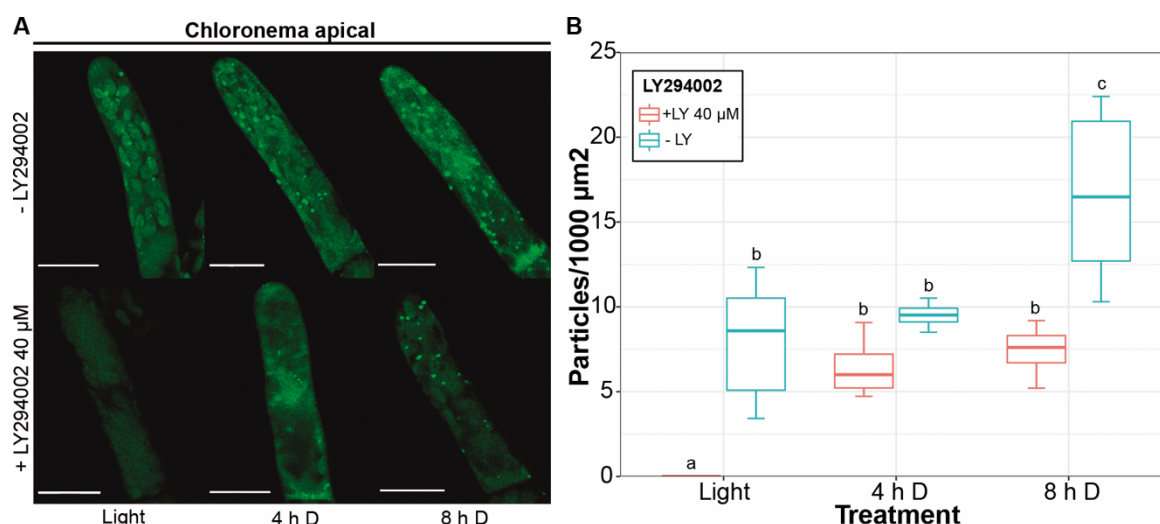 A
Chloronema apical
- LY294002
+ LY294002 40 µM
Light
4 h D
8 h D
B
Particles/1000 µm2
25
20
15
10
5
0
LY294002
+LY 40 µM
- LY
a
b
b
b
b
c
Light
4 h D
8 h D
Treatment